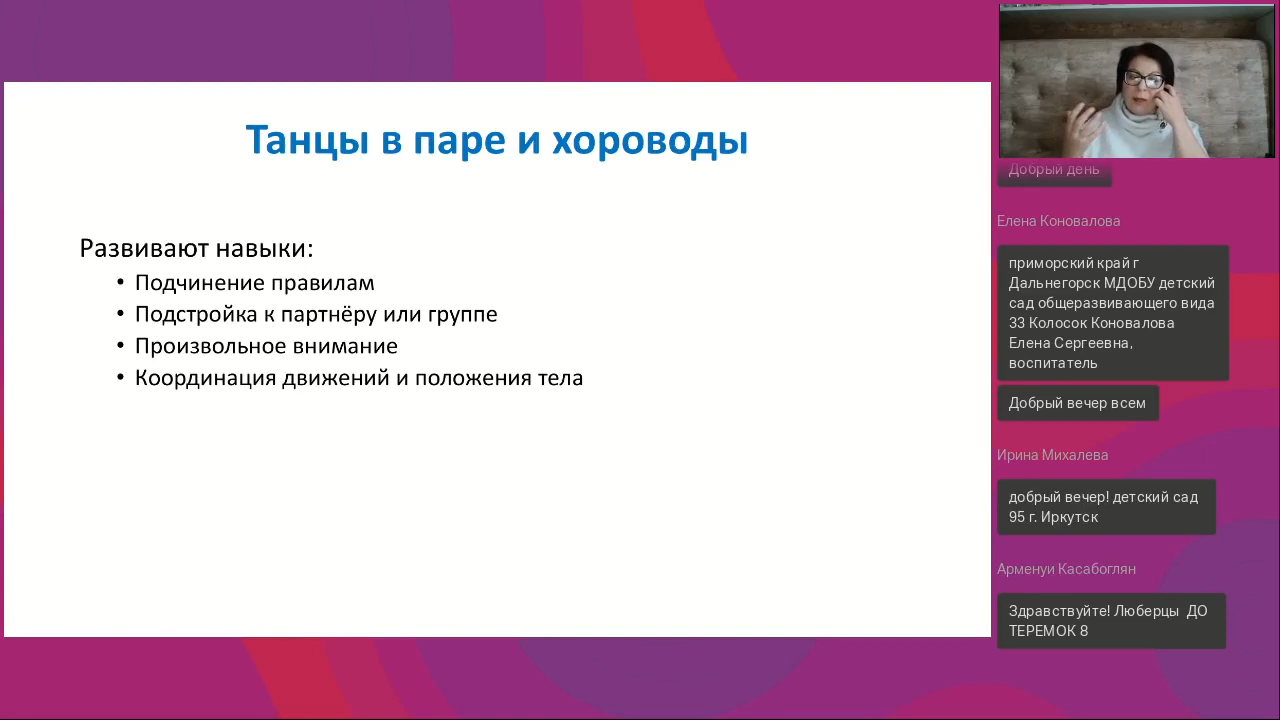 Танцы в паре и хороводы
Развивают навыки:
• Подчинение правилам
• Подстройка к партнёру или группе
• Произвольное внимание
• Координация движений и положения тела
Добрый день
Елена Коновалова
приморский край г
Дальнегорск МДОБУ детский
сад общеразвивающего вида
33 Колосок Коновалова
Елена Сергеевна,
воспитатель
Добрый вечер всем
Ирина Михалева
добрый вечер! детский сад
95 г. Иркутск
Арменуи Касабоглян
Здравствуйте! Люберцы  ДО
ТЕРЕМОК 8